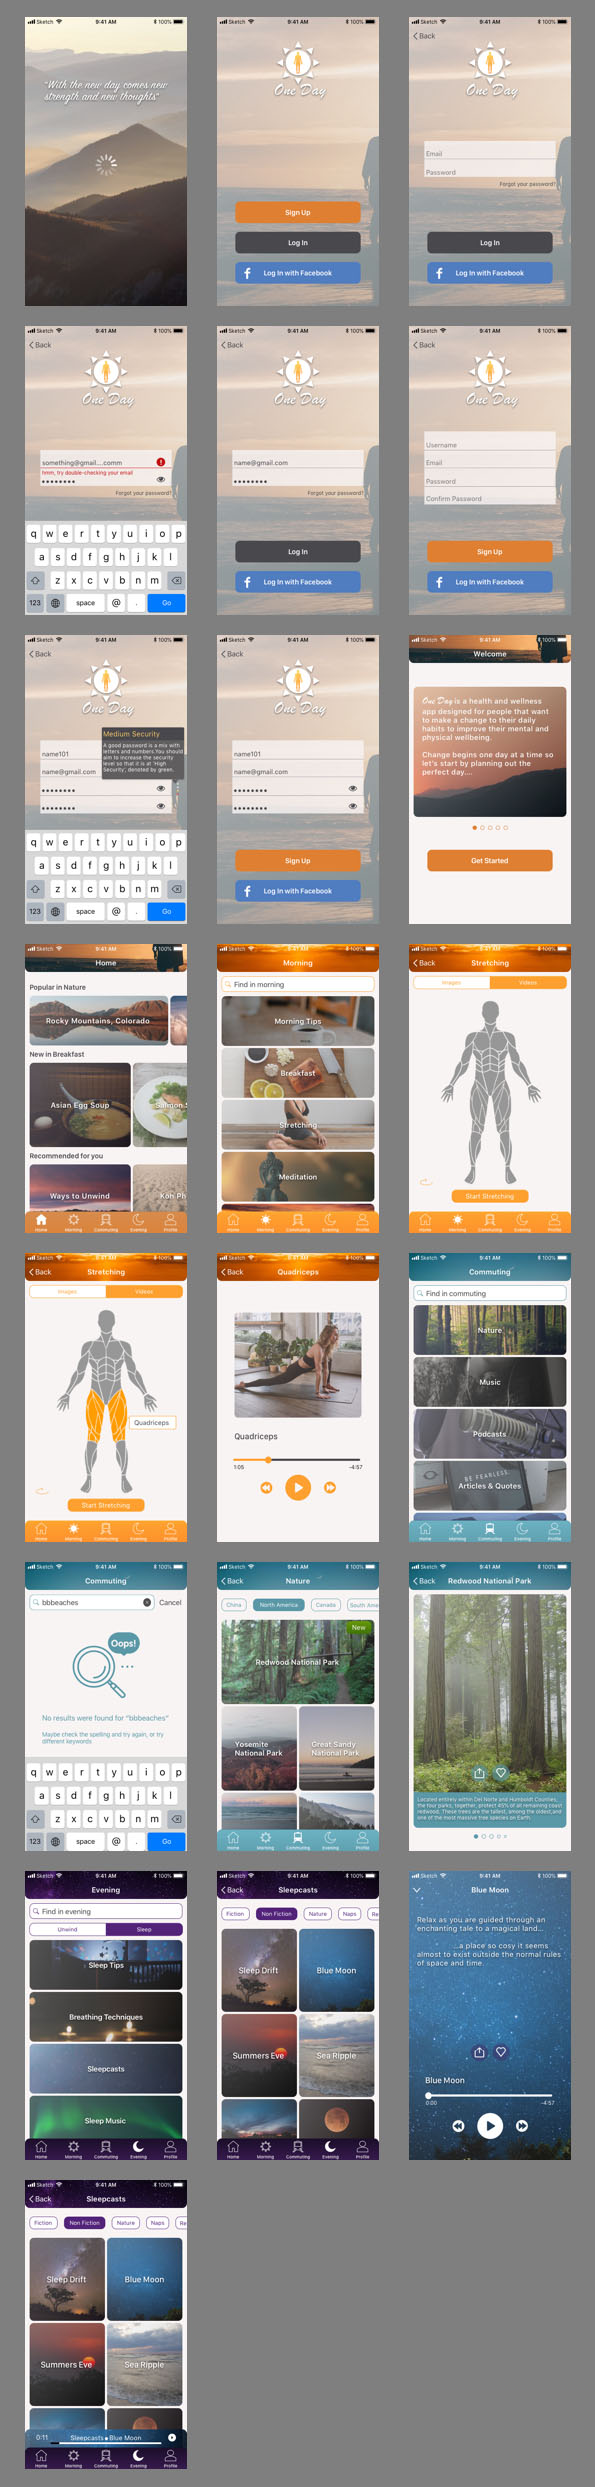 Sketch 9:41 AM 100%
"With the new day comes new
strength and new thoughts"
Sketch 9:41 AM 100%
One Day
Sign Up
Log In
Log In with Facebook
Sketch 9:41 AM 100%
Back
One Day
Email
Password
Forgot your password?
Log In
Log In with Facebook
Sketch 9:41 AM 100%
Back
One Day
something@gmail....comm
hmm, try double-checking your email
Forgot your password?
q w e r t y u i o p
a s d f g h j k l
z x c v b n m
123 space @ . Go
Sketch 9:41 AM 100%
Back
One Day
name@gmail.com
Forgot your password?
Log In
Log In with Facebook
Sketch 9:41 AM 100%
Back
One Day
Username
Email
Password
Confirm Password
Sign Up
Log In with Facebook
Sketch 9:41 AM 100%
Back
One Day
Medium Security
A good password is a mix with
letters and numbers.You should
aim to increase the security
level so that it is at 'High
Security', denoted by green.
name101
name@gmail.com
q w e r t y u i o p
a s d f g h j k l
z x c v b n m
123 space @ . Go
Sketch 9:41 AM 100%
Back
One Day
name101
name@gmail.com
Sign Up
Log In with Facebook
Sketch 9:41 AM 100%
Welcome
One Day is a health and wellness
app designed for people that want
to make a change to their daily
habits to improve their mental and
physical wellbeing.
Change begins one day at a time so
let's start by planning out the
perfect day....
Get Started
Sketch 9:41 AM 100%
Home
Popular in Nature
Rocky Mountains, Colorado
New in Breakfast
Asian Egg Soup
Salmon S
Recommended for you
Ways to Unwind
Koh Ph
Home Morning Commuting Evening Profile
Sketch 9:41 AM 100%
Morning
Find in morning
Morning Tips
Breakfast
Stretching
Meditation
Home Morning Commuting Evening Profile
Sketch 9:41 AM 100%
Back Stretching
Images Videos
Start Stretching
Home Morning Commuting Evening Profile
Sketch 9:41 AM 100%
Back Stretching
Images Videos
Quadriceps
Start Stretching
Home Morning Commuting Evening Profile
Sketch 9:41 AM 100%
Back Quadriceps
Quadriceps
1:05 -4:57
Sketch 9:41 AM 100%
Commuting
Find in commuting
Nature
Music
Podcasts
BE FEARLESS.
Articles & Quotes
Home Morning Commuting Evening Profile
Sketch 9:41 AM 100%
Commuting
bbbeaches Cancel
Oops!
No results were found for "bbbeaches"
Maybe check the spelling and try again, or try
different keywords
q w e r t y u i o p
a s d f g h j k l
z x c v b n m
123 space @ . Go
Sketch 9:41 AM 100%
Back Nature
China North America Canada South Ame
New
Redwood National Park
Yosemite
National Park
Great Sandy
National Park
Home Morning Commuting Evening Profile
Sketch 9:41 AM 100%
Back Redwood National Park
Located entirely within Del Norte and Humboldt Counties,
the four parks, together, protect 45% of all remaining coast
redwood. These trees are the tallest, among the oldest,and
one of the most massive tree species on Earth.
Sketch 9:41 AM 100%
Evening
Find in evening
Unwind Sleep
Sleep Tips
Breathing Techniques
Sleepcasts
Sleep Music
Home Morning Commuting Evening Profile
Sketch 9:41 AM 100%
Back Sleepcasts
Fiction Non Fiction Nature Naps Re
Sleep Drift
Blue Moon
Summers Eve
Sea Ripple
Home Morning Commuting Evening Profile
Sketch 9:41 AM 100%
Blue Moon
Relax as you are guided through an
enchanting tale to a magical land...
...a place so cosy it seems
almost to exist outside the normal rules
of space and time.
Blue Moon
0:00 -4:57
Sketch 9:41 AM 100%
Back Sleepcasts
Fiction Non Fiction Nature Naps Re
Sleep Drift
Blue Moon
Summers Eve
Sea Ripple
0:11 Sleepcasts • Blue Moon
Home Morning Commuting Evening Profile